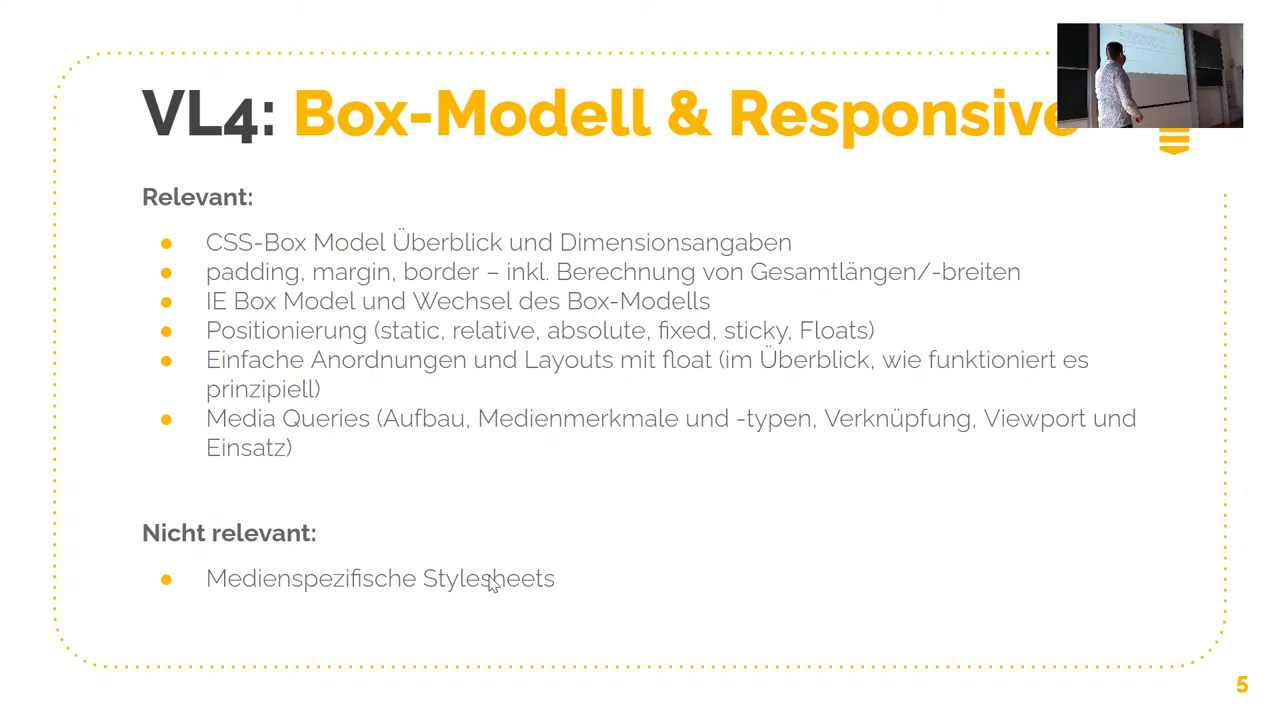 VL4: Box-Modell & Responsive
Relevant:
● CSS-Box Model Überblick und Dimensionsangaben
● padding, margin, border – inkl. Berechnung von Gesamtlängen/-breiten
● IE Box Model und Wechsel des Box-Modells
● Positionierung (static, relative, absolute, fixed, sticky, Floats)
● Einfache Anordnungen und Layouts mit float (im Überblick, wie funktioniert es
prinzipiell)
● Media Queries (Aufbau, Medienmerkmale und -typen, Verknüpfung, Viewport und
Einsatz)
Nicht relevant:
● Medienspezifische Stylesheets
5